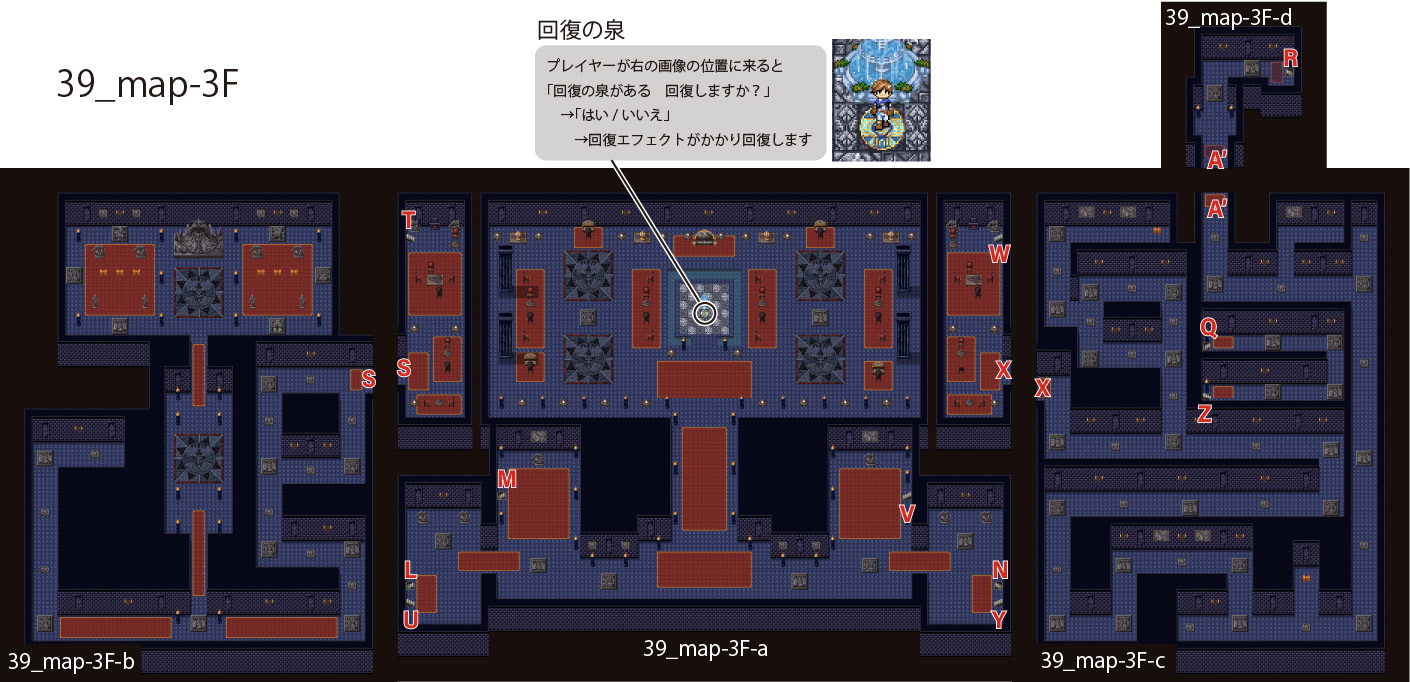 39_map-3F
回復の泉
プレイヤーが右の画像の位置に来ると
「回復の泉がある　回復しますか？」
→「はい / いいえ」
→回復エフェクトがかかり回復します
39_map-3F-d
R
A'
A'
T
W
Q
S
S
X
X
Z
M
V
L
N
U
Y
39_map-3F-b
39_map-3F-a
39_map-3F-c